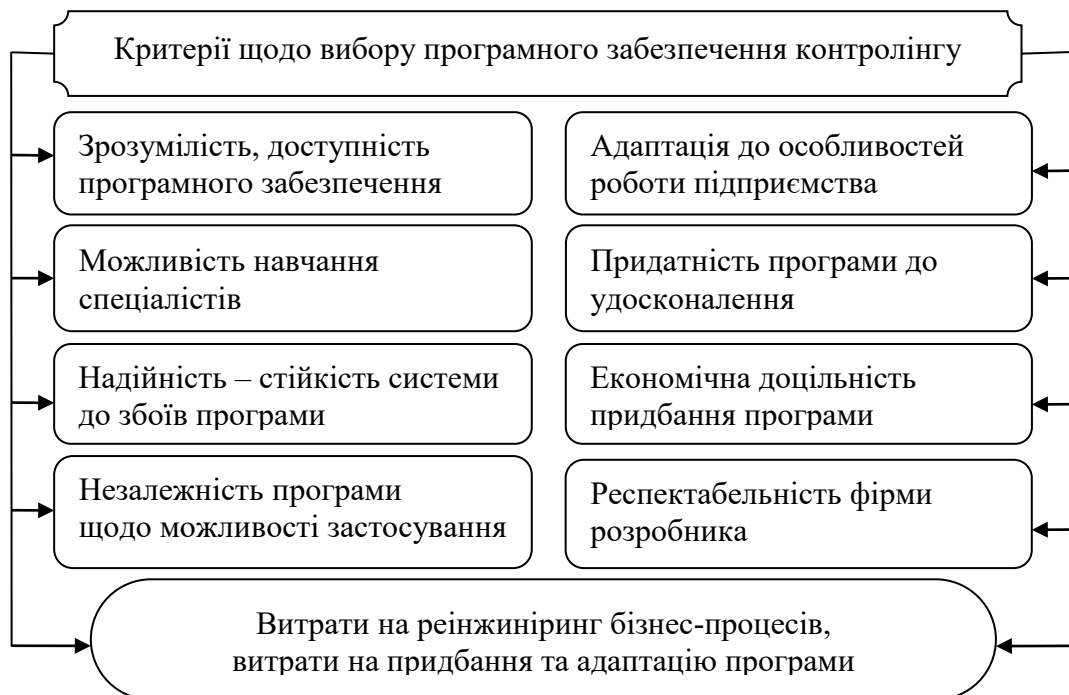 Критерії щодо вибору програмного забезпечення контролінгу
Зрозумілість, доступність
програмного забезпечення
Адаптація до особливостей
роботи підприємства
Можливість навчання
спеціалістів
Придатність програми до
удосконалення
Надійність – стійкість системи
до збоїв програми
Економічна доцільність
придбання програми
Незалежність програми
щодо можливості застосування
Респектабельність фірми
розробника
Витрати на реінжиніринг бізнес-процесів,
витрати на придбання та адаптацію програми